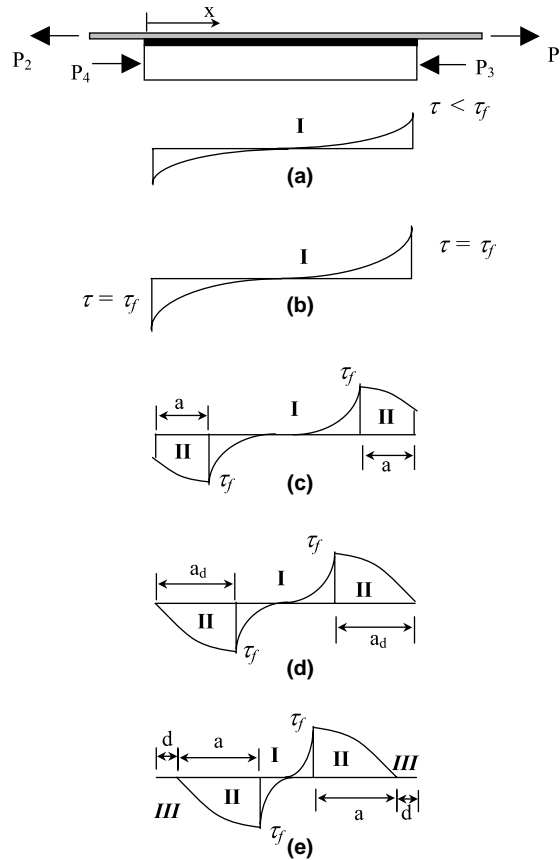 x
P₂
P₄
P₃
P
I
τ < τf
(a)
I
τ = τf
τ = τf
(b)
τf
a
I
II
II
τf
a
(c)
τf
ad
I
II
II
τf
ad
(d)
τf
d
a
I
II
III
III
II
τf
a
d
(e)